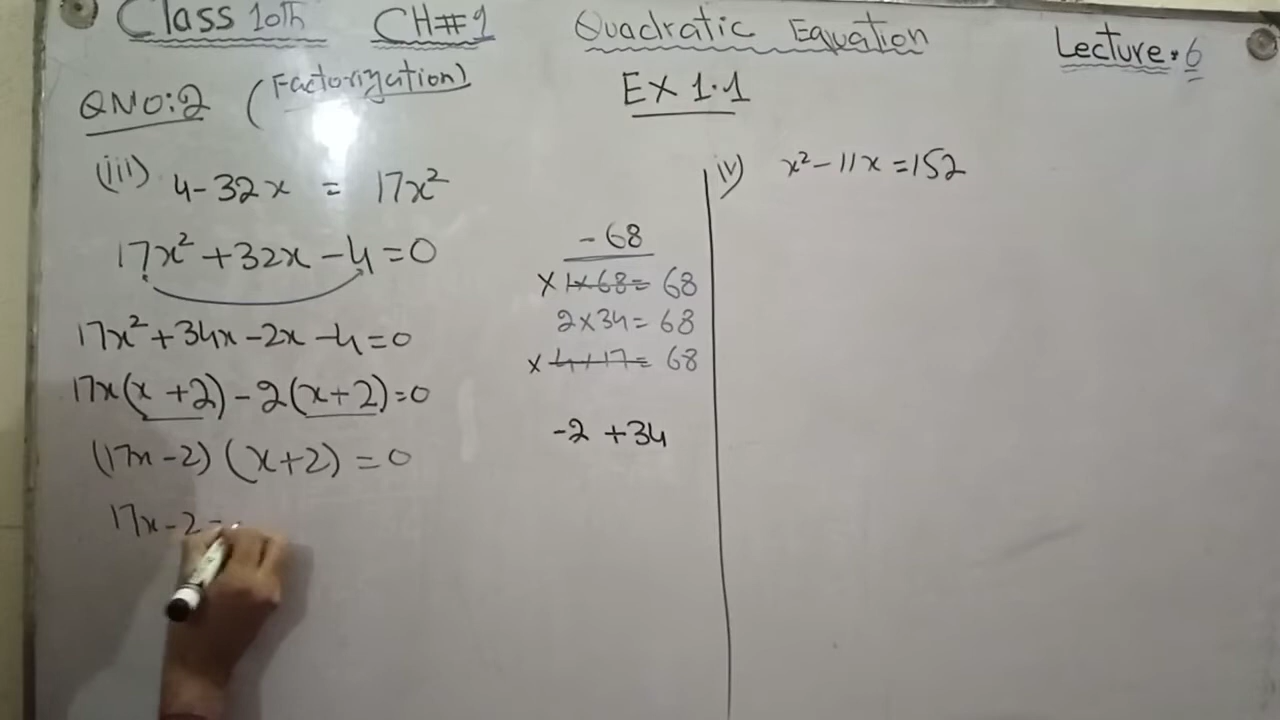 Class 10th CH#1 Quadratic Equation Lecture. 6
QNO:2 (Factorization) EX 1.1
(iii) 4-32x = 17x²
17x² +32x -4=0
17x²+34x-2x-4=0
17x(x+2)-2(x+2)=0
(17x-2)(x+2)=0
17x-2=
-68
×1×68= 68
2×34= 68
×4×17= 68
-2 +34
iv) x²-11x=152